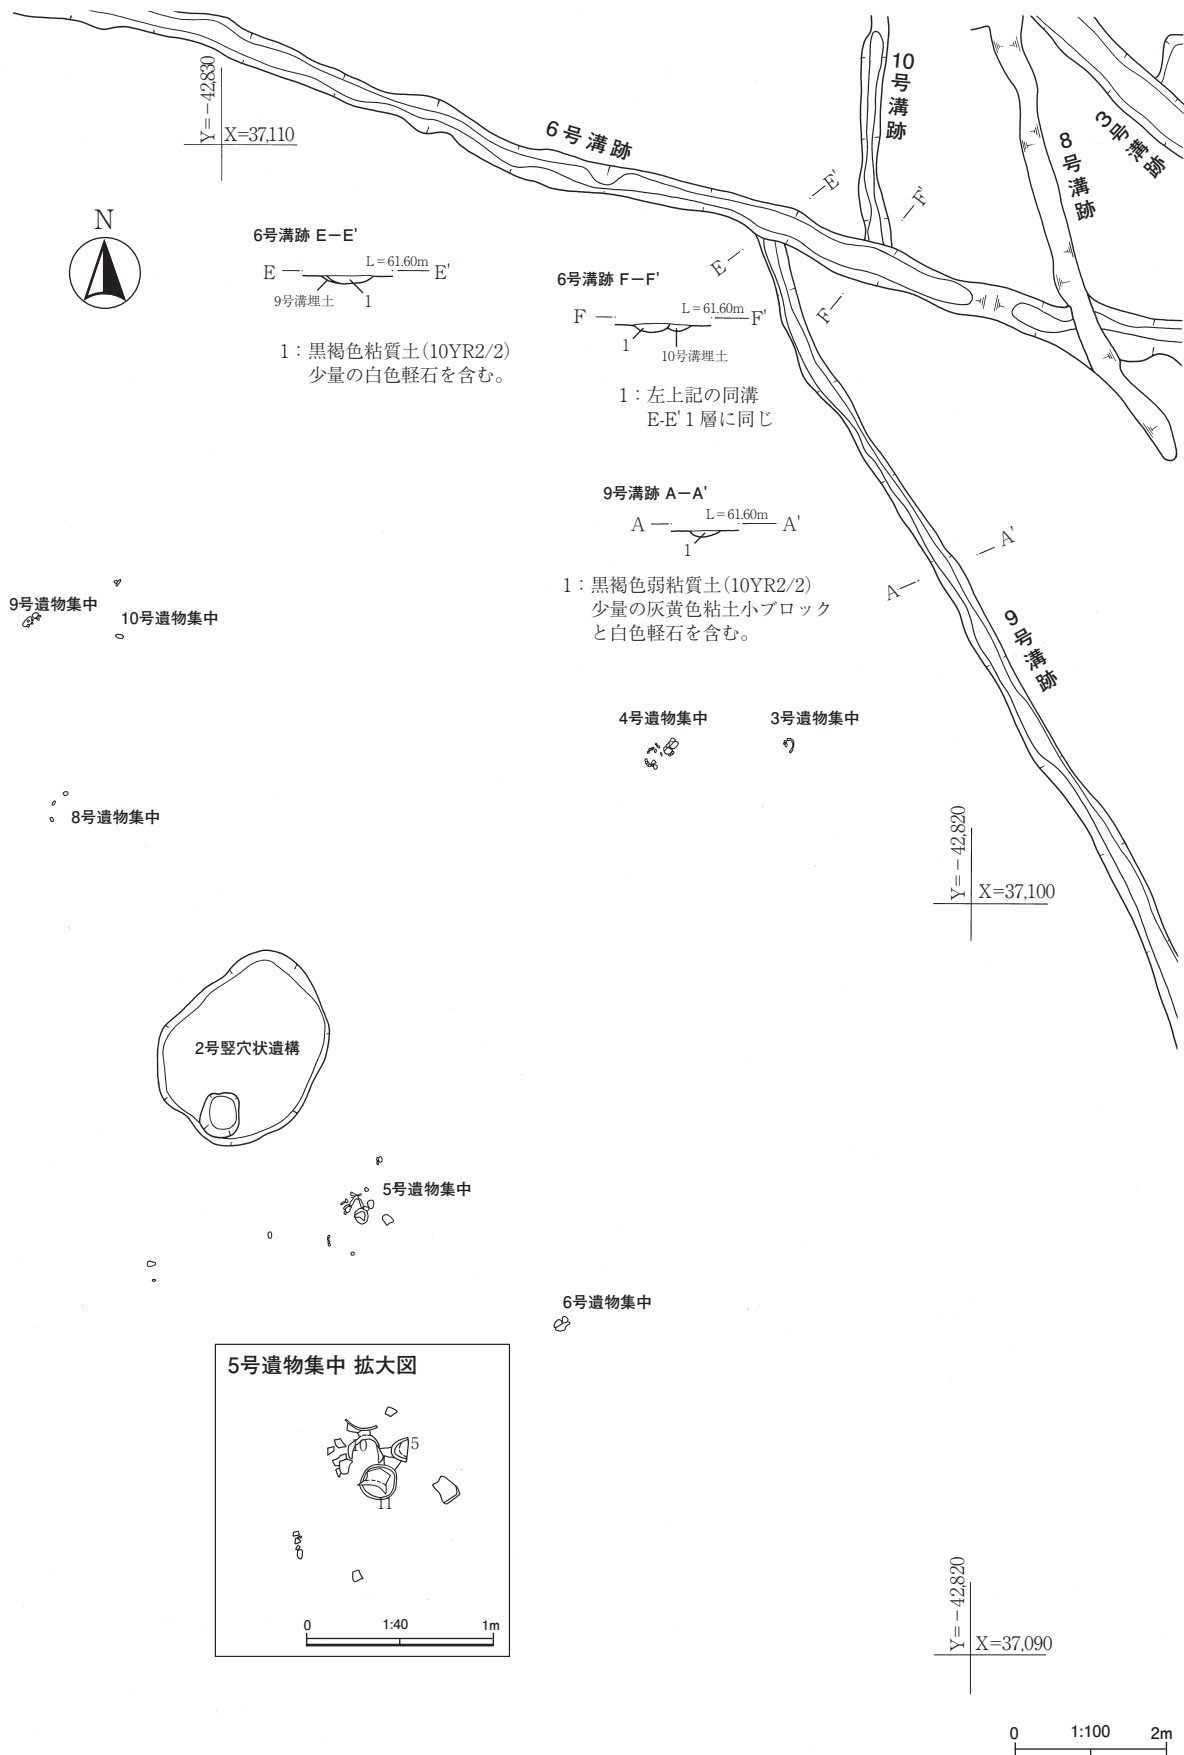 10号溝跡
3号溝跡
8号溝跡
Y=－42,830
X=37,110
6号溝跡
E'
F'
N
6号溝跡 E－E'
E
L＝61.60m
E'
9号溝埋土
1
1：黒褐色粘質土(10YR2/2)
少量の白色軽石を含む。
6号溝跡 F－F'
F
L＝61.60m
F'
1
10号溝埋土
1：左上記の同溝
E-E' 1 層に同じ
E
F
9号溝跡 A－A'
A
L＝61.60m
A'
1
1：黒褐色弱粘質土(10YR2/2)
少量の灰黄色粘土小ブロック
と白色軽石を含む。
A'
A
9号溝跡
9号遺物集中
10号遺物集中
4号遺物集中
3号遺物集中
8号遺物集中
Y=－42,820
X=37,100
2号竪穴状遺構
5号遺物集中
6号遺物集中
5号遺物集中 拡大図
10
5
11
0
1:40
1m
Y=－42,820
X=37,090
0
1:100
2m